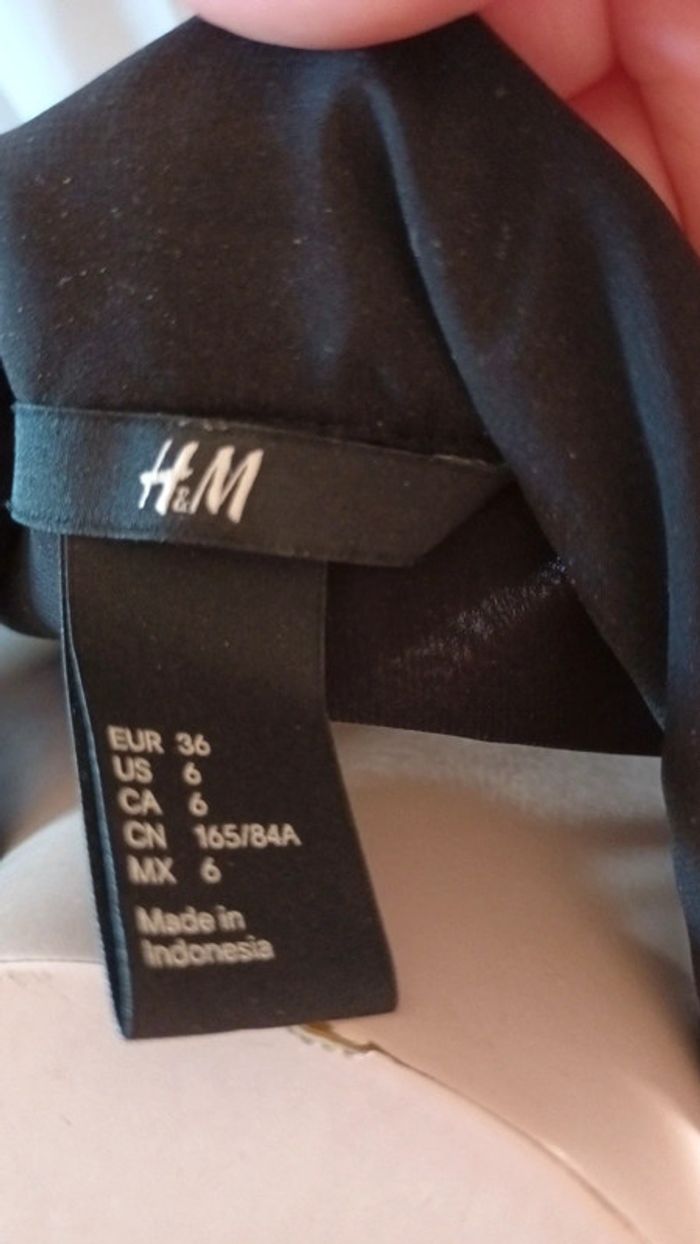 H&M
EUR 36
US 6
CA 6
CN 165/84A
MX 6
Made in
Indonesia